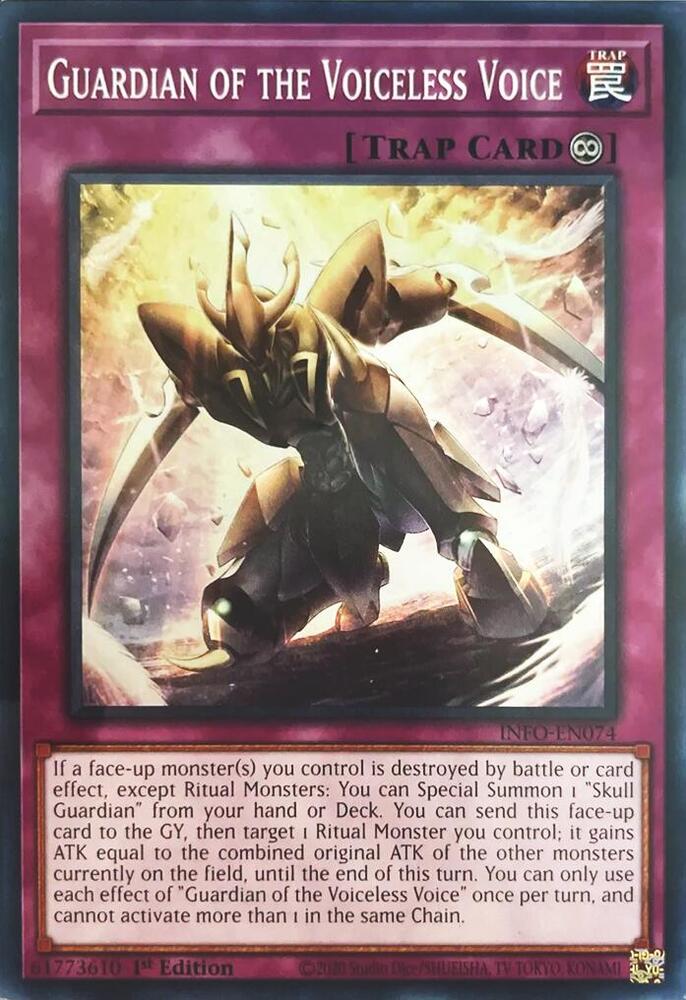 GUARDIAN OF THE VOICELESS VOICE
TRAP
罠
[TRAP CARD∞]
INFO-EN074
If a face-up monster(s) you control is destroyed by battle or card
effect, except Ritual Monsters: You can Special Summon 1 "Skull
Guardian" from your hand or Deck. You can send this face-up
card to the GY, then target 1 Ritual Monster you control; it gains
ATK equal to the combined original ATK of the other monsters
currently on the field, until the end of this turn. You can only use
each effect of "Guardian of the Voiceless Voice" once per turn, and
cannot activate more than 1 in the same Chain.
61773610 1st Edition
©2020 Studio Dice/SHUEISHA, TV TOKYO, KONAMI